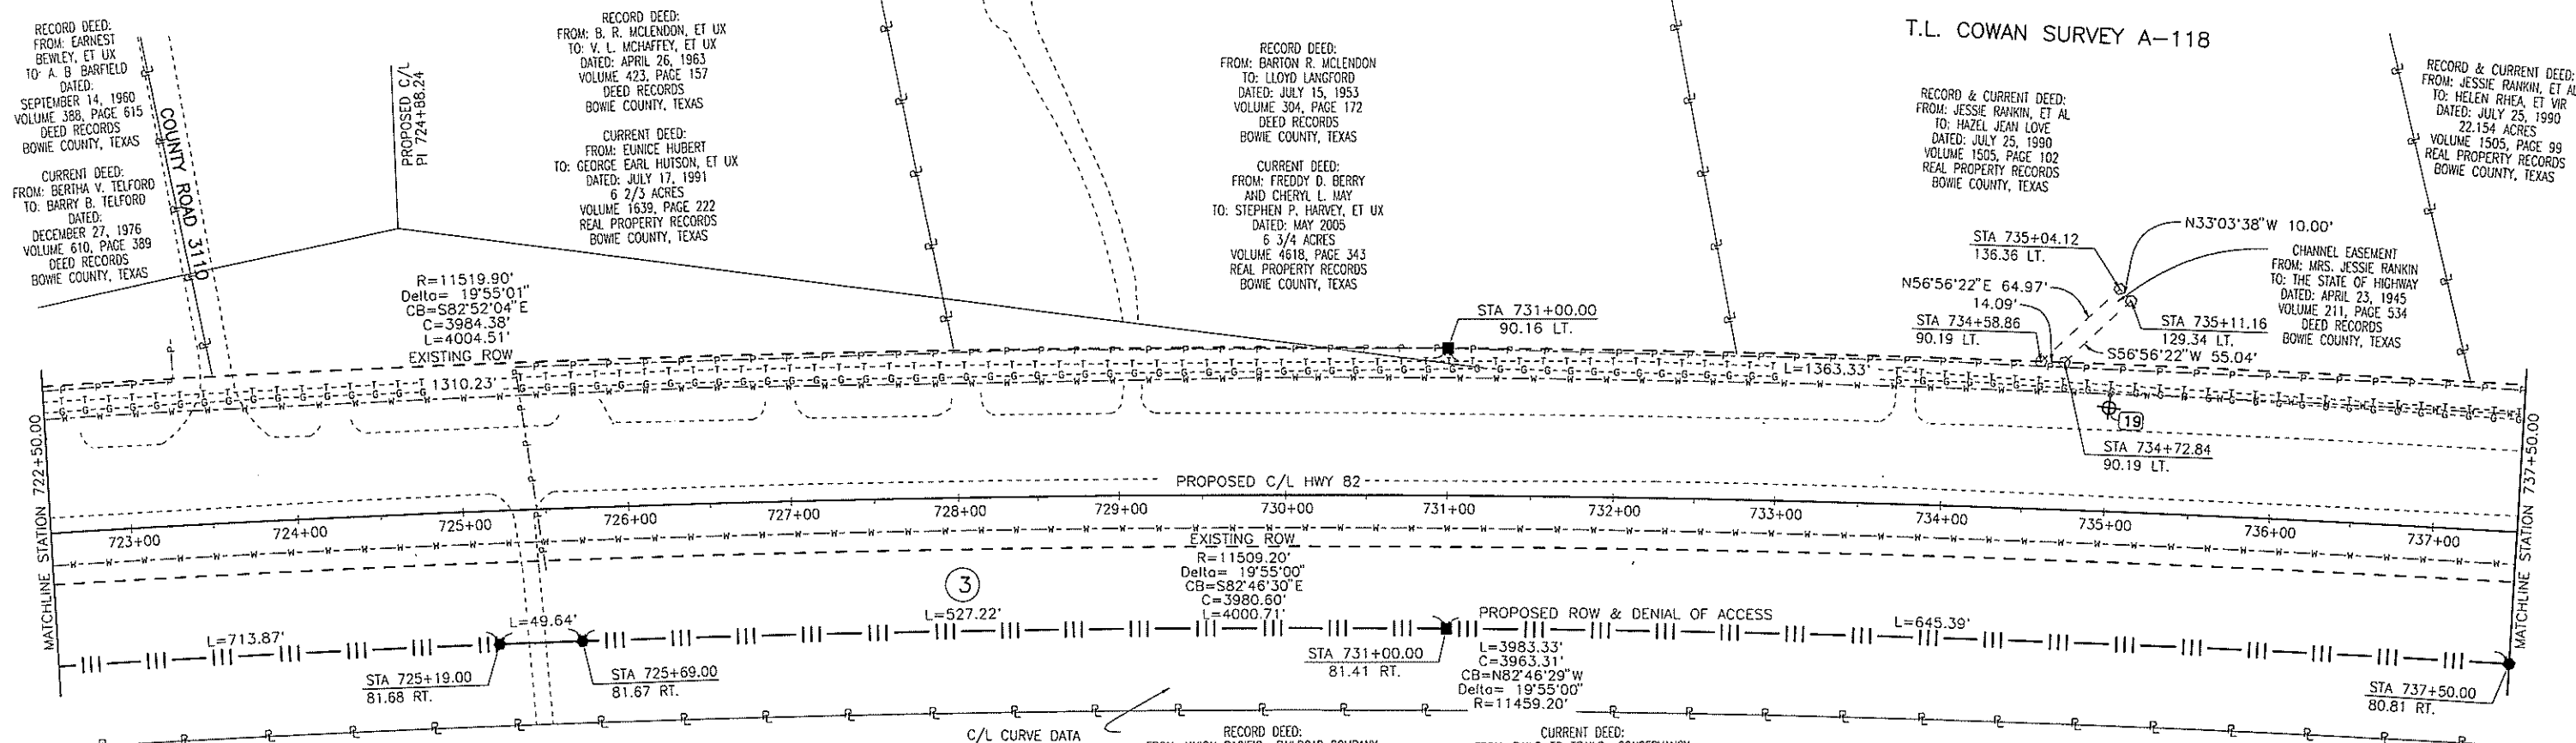 RECORD DEED:
FROM: EARNEST
BEWLEY, ET UX
TO: A. B BARFIELD
DATED:
SEPTEMBER 14, 1960
VOLUME 388, PAGE 615
DEED RECORDS
BOWIE COUNTY, TEXAS
CURRENT DEED:
FROM: BERTHA V. TELFORD
TO: BARRY B. TELFORD
DATED:
DECEMBER 27, 1976
VOLUME 610, PAGE 389
DEED RECORDS
BOWIE COUNTY, TEXAS
COUNTY ROAD 3110
PROPOSED C/L
PI 724+88.24
RECORD DEED:
FROM: B. R. MCLENDON, ET UX
TO: V. L. MCHAFFEY, ET UX
DATED: APRIL 26, 1963
VOLUME 423, PAGE 157
DEED RECORDS
BOWIE COUNTY, TEXAS
CURRENT DEED:
FROM: EUNICE HUBERT
TO: GEORGE EARL HUTSON, ET UX
DATED: JULY 17, 1991
6 2/3 ACRES
VOLUME 1639, PAGE 222
REAL PROPERTY RECORDS
BOWIE COUNTY, TEXAS
RECORD DEED:
FROM: BARTON R. MCLENDON
TO: LLOYD LANGFORD
DATED: JULY 15, 1953
VOLUME 304, PAGE 172
DEED RECORDS
BOWIE COUNTY, TEXAS
CURRENT DEED:
FROM: FREDDY D. BERRY
AND CHERYL L. MAY
TO: STEPHEN P. HARVEY, ET UX
DATED: MAY 2005
6 3/4 ACRES
VOLUME 4618, PAGE 343
REAL PROPERTY RECORDS
BOWIE COUNTY, TEXAS
T.L. COWAN SURVEY A-118
RECORD & CURRENT DEED:
FROM: JESSIE RANKIN, ET AL
TO: HAZEL JEAN LOVE
DATED: JULY 25, 1990
VOLUME 1505, PAGE 102
REAL PROPERTY RECORDS
BOWIE COUNTY, TEXAS
RECORD & CURRENT DEED:
FROM: JESSIE RANKIN, ET AL
TO: HELEN RHEA, ET VIR
DATED: JULY 25, 1990
22.154 ACRES
VOLUME 1505, PAGE 99
REAL PROPERTY RECORDS
BOWIE COUNTY, TEXAS
N33°03'38"W 10.00'
STA 735+04.12
136.36 LT.
CHANNEL EASEMENT
FROM: MRS. JESSIE RANKIN
TO: THE STATE OF HIGHWAY
DATED: APRIL 23, 1945
VOLUME 211, PAGE 534
DEED RECORDS
BOWIE COUNTY, TEXAS
N56°56'22"E 64.97'
14.09'
STA 734+58.86
90.19 LT.
STA 735+11.16
129.34 LT.
S56°56'22"W 55.04'
R=11519.90'
Delta= 19°55'01"
CB=S82°52'04"E
C=3984.38'
L=4004.51'
EXISTING ROW
1310.23'
STA 731+00.00
90.16 LT.
L=1363.33'
19
STA 734+72.84
90.19 LT.
MATCHLINE STATION 722+50.00
PROPOSED C/L HWY 82
723+00 724+00 725+00 726+00 727+00 728+00 729+00 730+00 731+00 732+00 733+00 734+00 735+00 736+00 737+00
MATCHLINE STATION 737+50.00
EXISTING ROW
R=11509.20'
Delta= 19°55'00"
CB=S82°46'30"E
C=3980.60'
L=4000.71'
3
L=713.87'
L=49.64'
L=527.22'
PROPOSED ROW & DENIAL OF ACCESS
L=645.39'
STA 725+19.00
81.68 RT.
STA 725+69.00
81.67 RT.
STA 731+00.00
81.41 RT.
L=3983.33'
C=3963.31'
CB=N82°46'29"W
Delta= 19°55'00"
R=11459.20'
STA 737+50.00
80.81 RT.
C/L CURVE DATA
RECORD DEED:
CURRENT DEED: